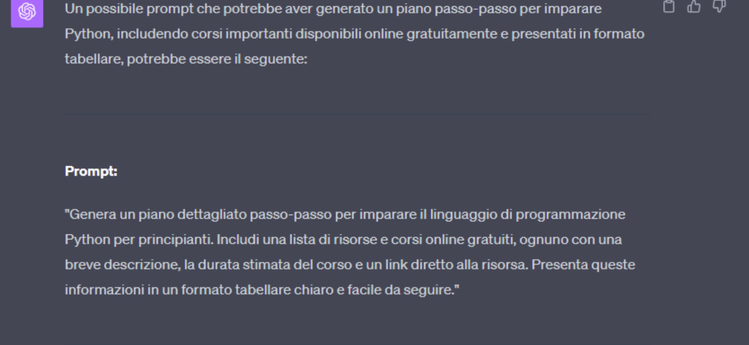 Un possibile prompt che potrebbe aver generato un piano passo-passo per imparare
Python, includendo corsi importanti disponibili online gratuitamente e presentati in formato
tabellare, potrebbe essere il seguente:
Prompt:
"Genera un piano dettagliato passo-passo per imparare il linguaggio di programmazione
Python per principianti. Includi una lista di risorse e corsi online gratuiti, ognuno con una
breve descrizione, la durata stimata del corso e un link diretto alla risorsa. Presenta queste
informazioni in un formato tabellare chiaro e facile da seguire."